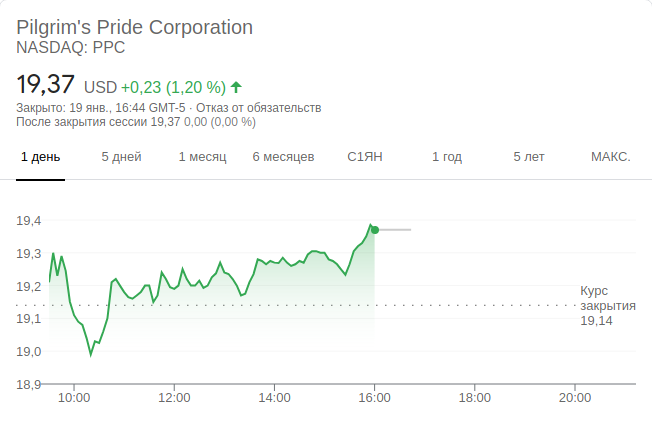 Pilgrim's Pride Corporation
NASDAQ: PPC
19,37 USD +0,23 (1,20 %)
Закрыто: 19 янв., 16:44 GMT-5 · Отказ от обязательств
После закрытия сессии 19,37 0,00 (0,00 %)
1 день 5 дней 1 месяц 6 месяцев С1ЯН 1 год 5 лет МАКС.
19,4
19,3
19,2
19,1
19,0
18,9
Курс
закрытия
19,14
10:00 12:00 14:00 16:00 18:00 20:00